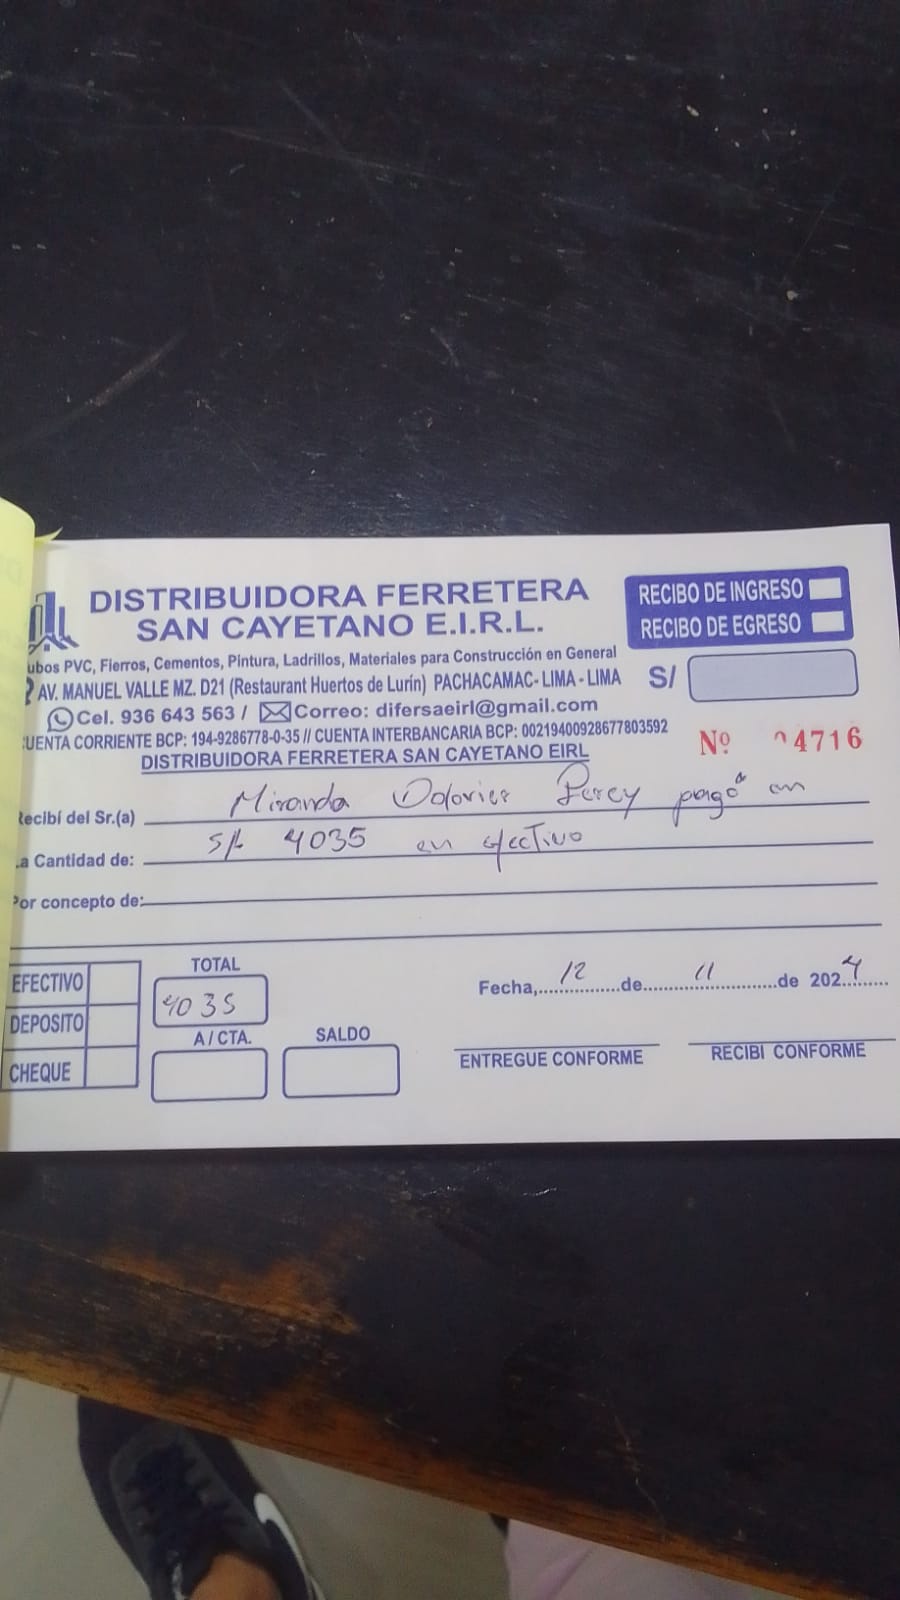 DISTRIBUIDORA FERRETERA
SAN CAYETANO E.I.R.L.
ubos PVC, Fierros, Cementos, Pintura, Ladrillos, Materiales para Construcción en General
AV. MANUEL VALLE MZ. D21 (Restaurant Huertos de Lurín) PACHACAMAC- LIMA - LIMA
Cel. 936 643 563 / Correo: difersaeirl@gmail.com
CUENTA CORRIENTE BCP: 194-9286778-0-35 // CUENTA INTERBANCARIA BCP: 00219400928677803592
DISTRIBUIDORA FERRETERA SAN CAYETANO EIRL
RECIBO DE INGRESO
RECIBO DE EGRESO
S/
Nº 04716
Recibí del Sr.(a) Miranda Dolorier Percy pagó en
La Cantidad de: S/. 4035 en efectivo
Por concepto de:
EFECTIVO
DEPOSITO
CHEQUE
TOTAL
4035
A / CTA.
SALDO
Fecha, 12 de 11 de 2024
ENTREGUE CONFORME
RECIBI CONFORME